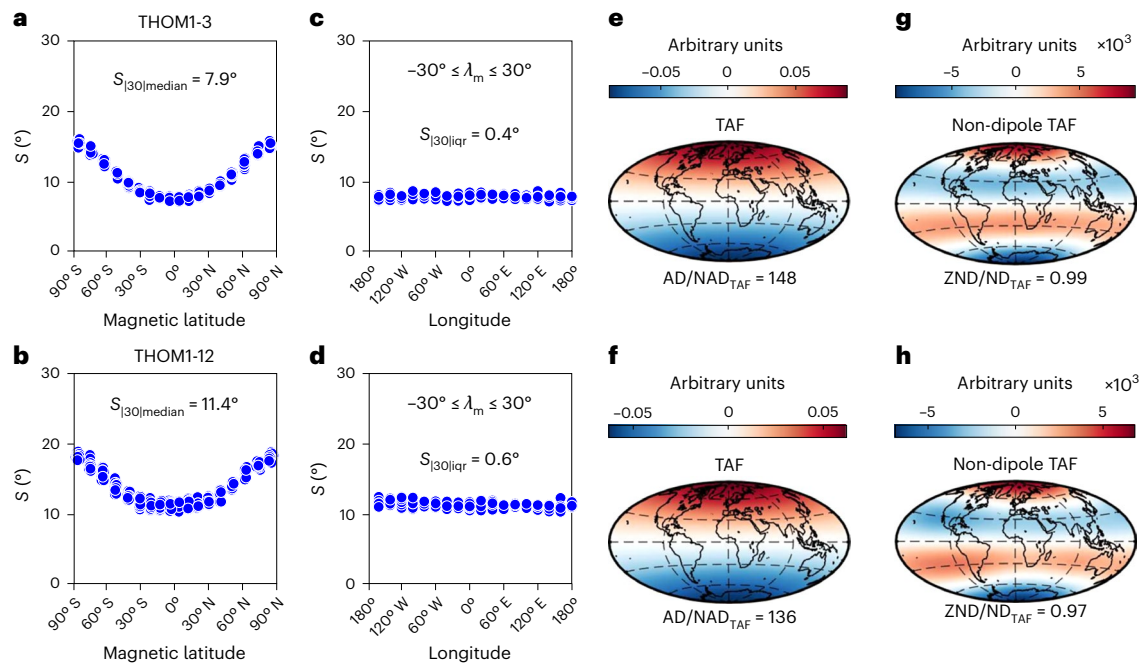 a
THOM1-3
30
20
10
0
S (°)
S|30|median = 7.9°
90° S
60° S
30° S
0°
30° N
60° N
90° N
Magnetic latitude
c
30
20
10
0
S (°)
−30° ≤ λm ≤ 30°
S|30|iqr = 0.4°
180°
120° W
60° W
0°
60° E
120° E
180°
Longitude
e
Arbitrary units
−0.05 0 0.05
TAF
AD/NADTAF = 148
g
Arbitrary units ×10³
−5 0 5
Non-dipole TAF
ZND/NDTAF = 0.99
b
THOM1-12
30
20
10
0
S (°)
S|30|median = 11.4°
90° S
60° S
30° S
0°
30° N
60° N
90° N
Magnetic latitude
d
30
20
10
0
S (°)
−30° ≤ λm ≤ 30°
S|30|iqr = 0.6°
180°
120° W
60° W
0°
60° E
120° E
180°
Longitude
f
Arbitrary units
−0.05 0 0.05
TAF
AD/NADTAF = 136
h
Arbitrary units ×10³
−5 0 5
Non-dipole TAF
ZND/NDTAF = 0.97